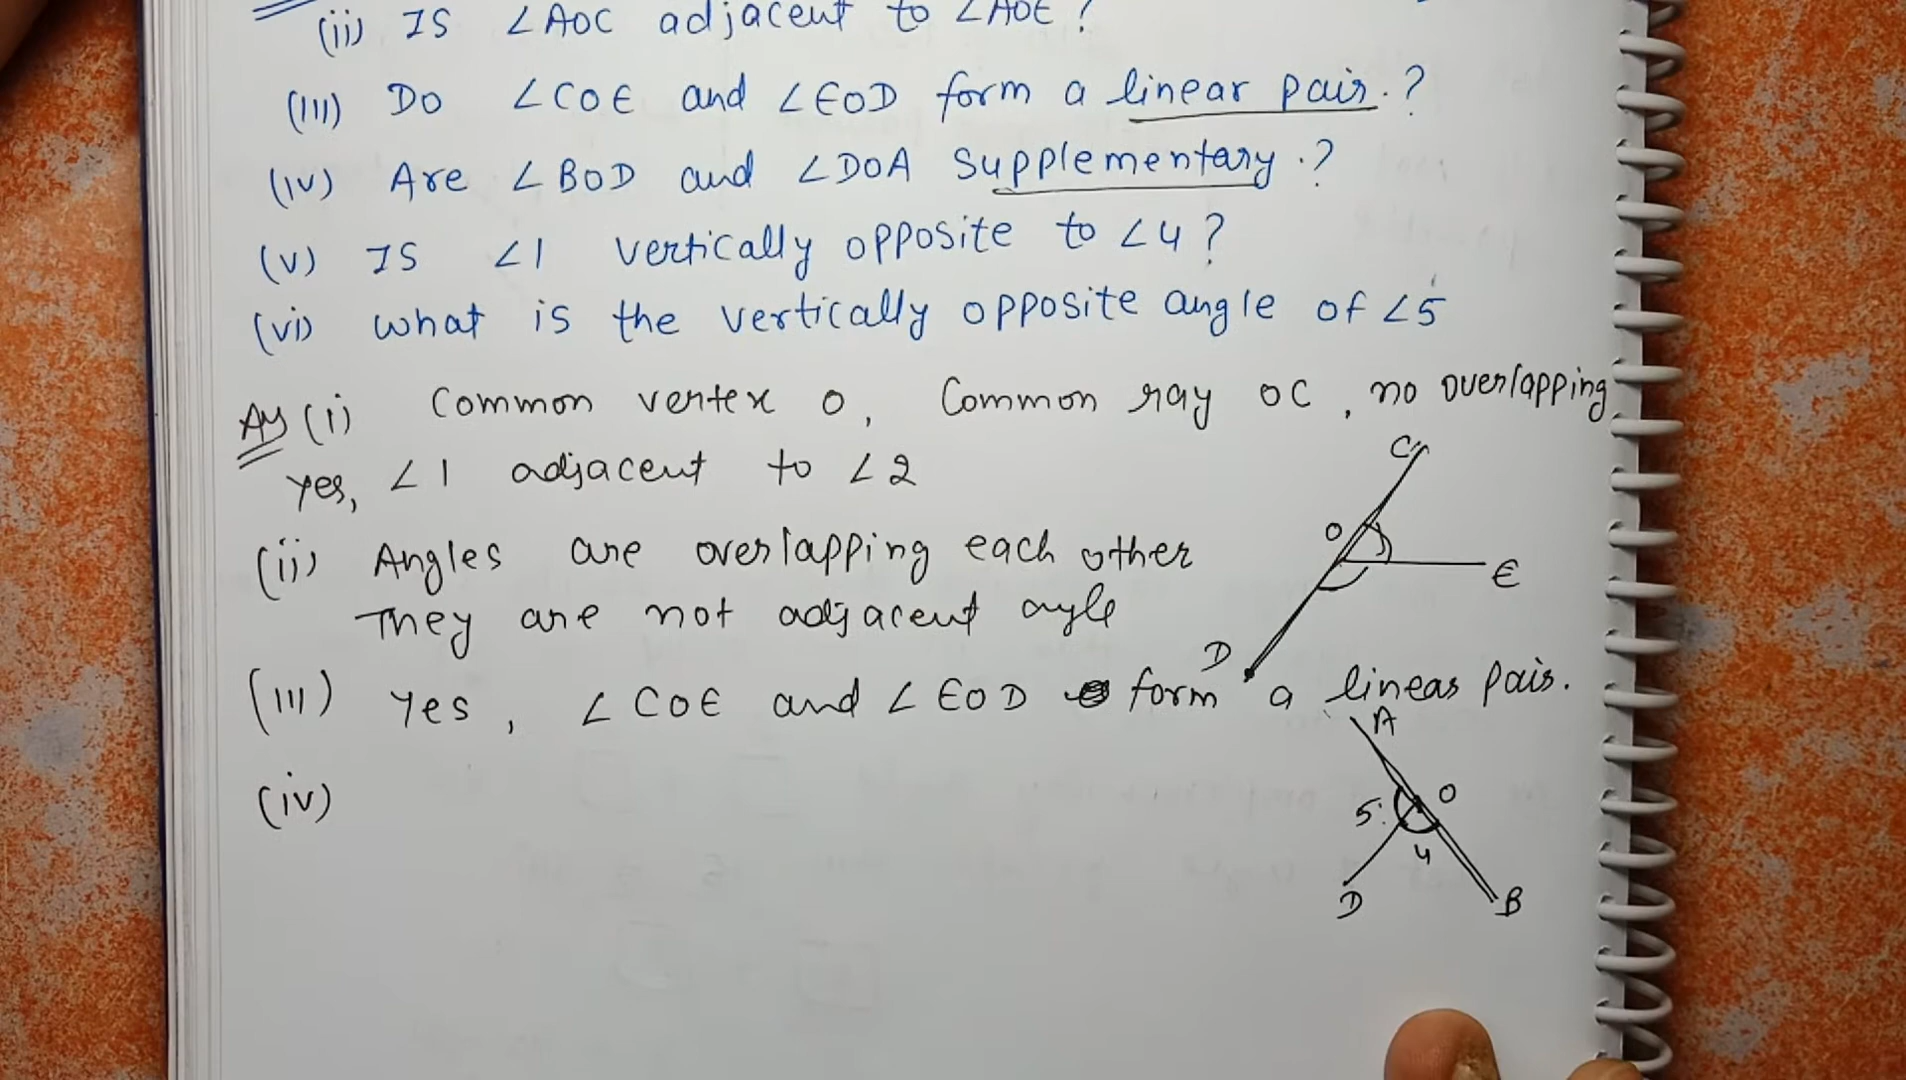 (ii) Is ∠AOC adjacent to ∠AOE ?
(iii) Do ∠COE and ∠EOD form a linear pair. ?
(iv) Are ∠BOD and ∠DOA Supplementary . ?
(v) Is ∠1 vertically opposite to ∠4 ?
(vi) what is the vertically opposite angle of ∠5
(i) Common vertex O, Common ray OC, no overlapping
yes, ∠1 adjacent to ∠2
(ii) Angles are overlapping each other
They are not adjacent angle
(iii) Yes, ∠COE and ∠EOD form a linear pair.
(iv)
C
O
E
D
A
5 O
4
D B